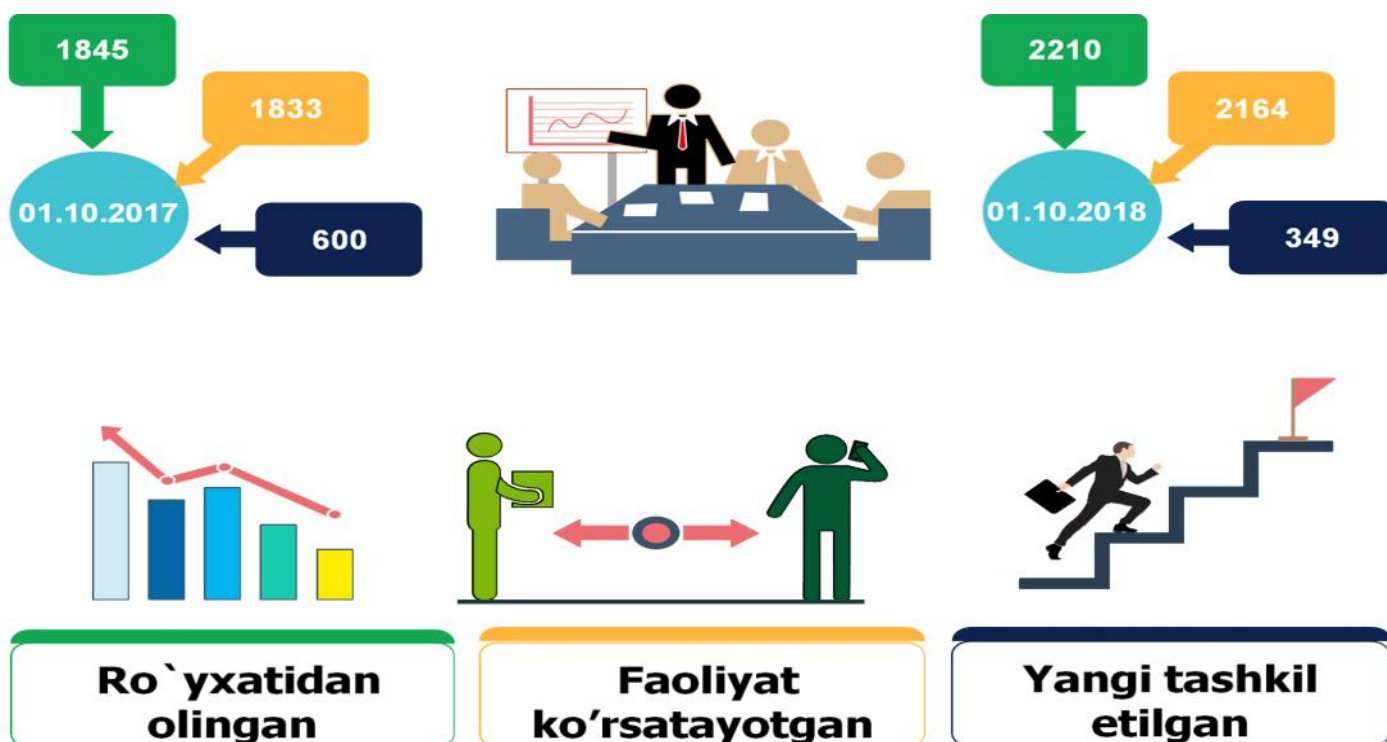 1845
1833
01.10.2017
600
2210
2164
01.10.2018
349
Ro`yxatidan
olingan
Faoliyat
ko’rsatayotgan
Yangi tashkil
etilgan